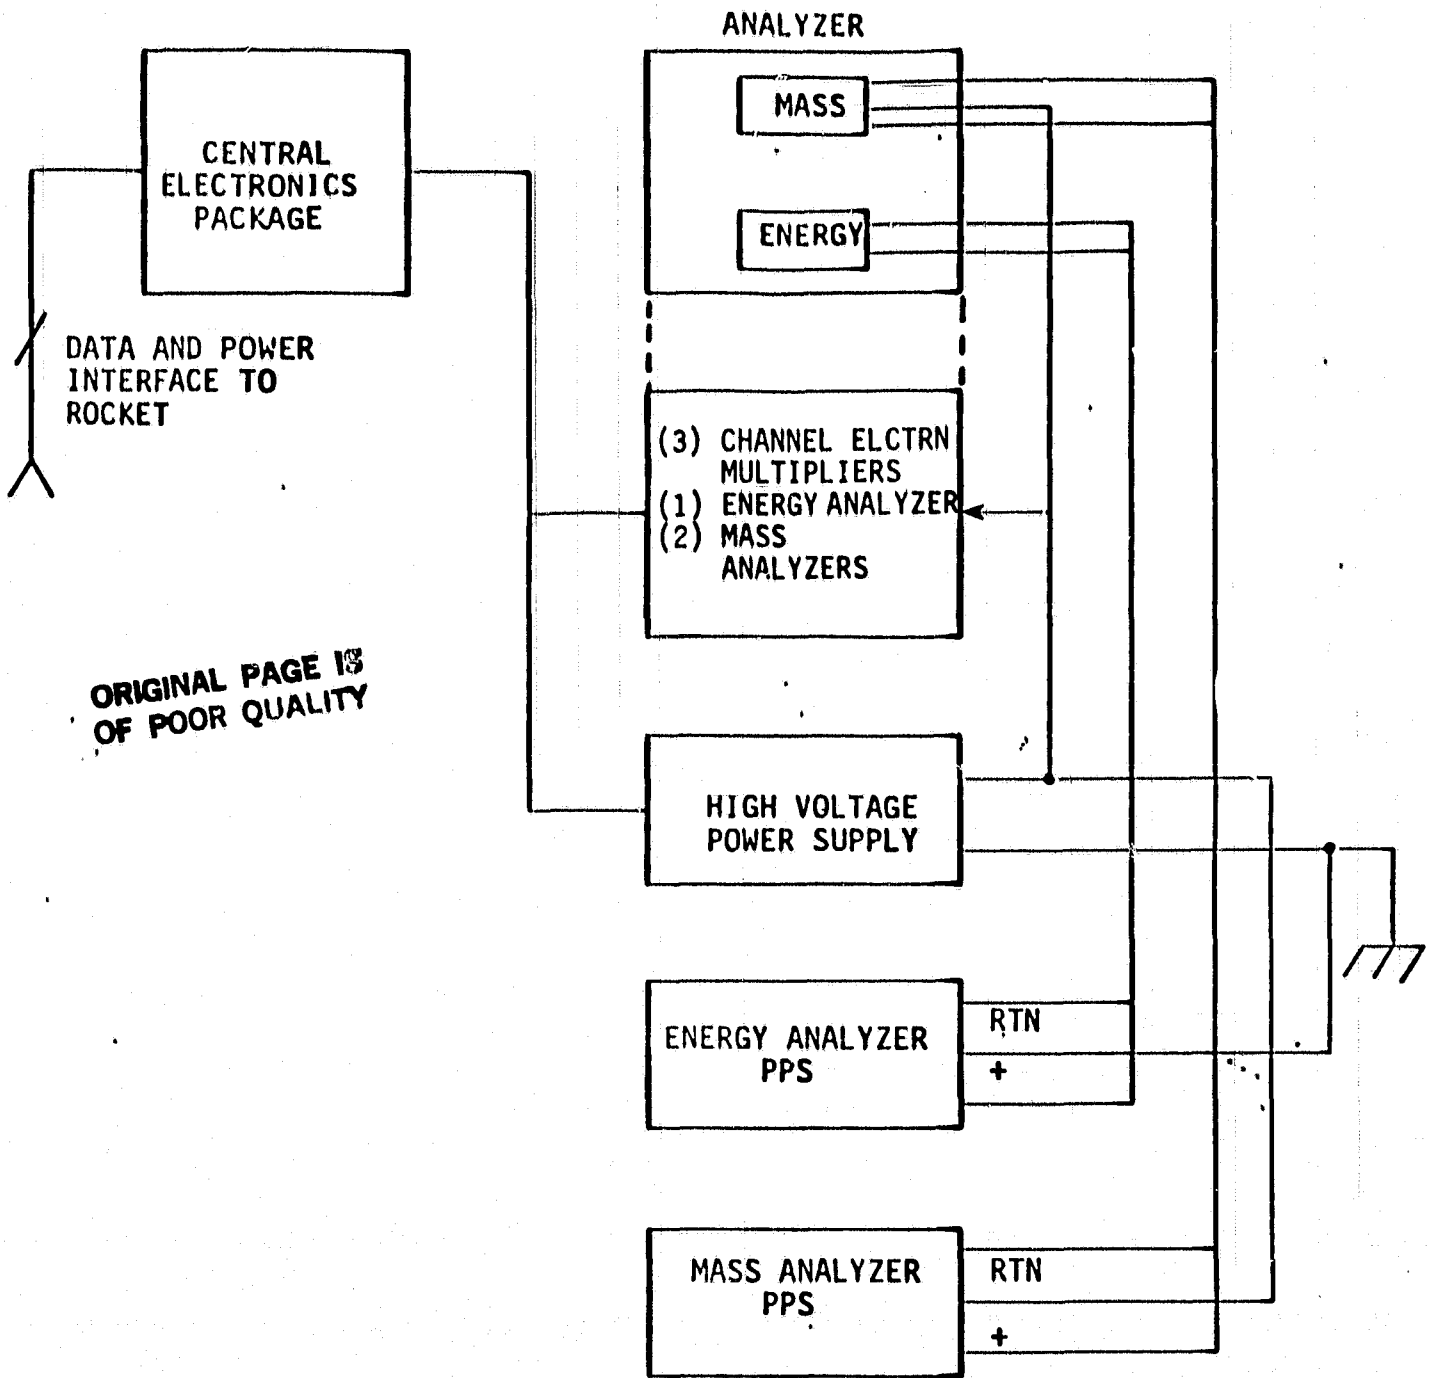 ANALYZER
MASS
ENERGY
CENTRAL
ELECTRONICS
PACKAGE
DATA AND POWER
INTERFACE TO
ROCKET
(3) CHANNEL ELCTRN
MULTIPLIERS
(1) ENERGY ANALYZER
(2) MASS
ANALYZERS
ORIGINAL PAGE IS
OF POOR QUALITY
HIGH VOLTAGE
POWER SUPPLY
ENERGY ANALYZER
PPS
RTN
+
MASS ANALYZER
PPS
RTN
+